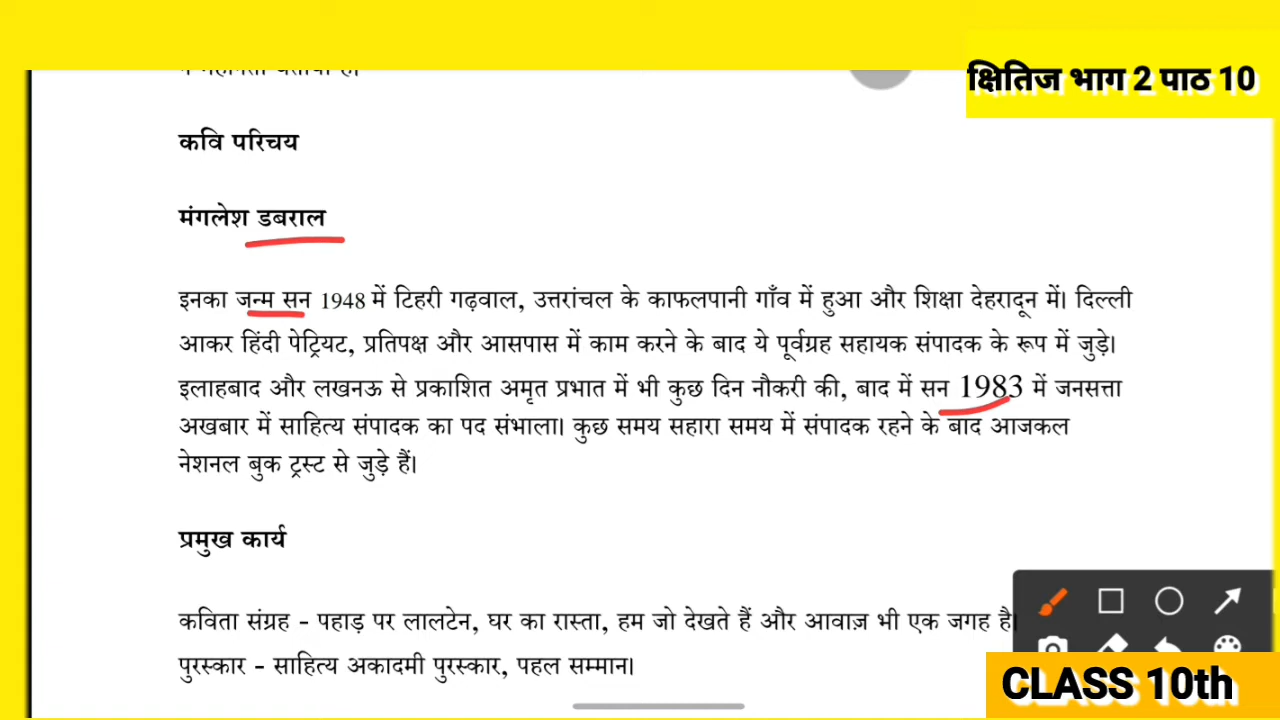 क्षितिज भाग 2 पाठ 10
कवि परिचय
मंगलेश डबराल
इनका जन्म सन 1948 में टिहरी गढ़वाल, उत्तरांचल के काफलपानी गाँव में हुआ और शिक्षा देहरादून में। दिल्ली
आकर हिंदी पेट्रियट, प्रतिपक्ष और आसपास में काम करने के बाद ये पूर्वग्रह सहायक संपादक के रूप में जुड़े।
इलाहबाद और लखनऊ से प्रकाशित अमृत प्रभात में भी कुछ दिन नौकरी की, बाद में सन 1983 में जनसत्ता
अखबार में साहित्य संपादक का पद संभाला। कुछ समय सहारा समय में संपादक रहने के बाद आजकल
नेशनल बुक ट्रस्ट से जुड़े हैं।
प्रमुख कार्य
कविता संग्रह - पहाड़ पर लालटेन, घर का रास्ता, हम जो देखते हैं और आवाज़ भी एक जगह है।
पुरस्कार - साहित्य अकादमी पुरस्कार, पहल सम्मान।
CLASS 10th